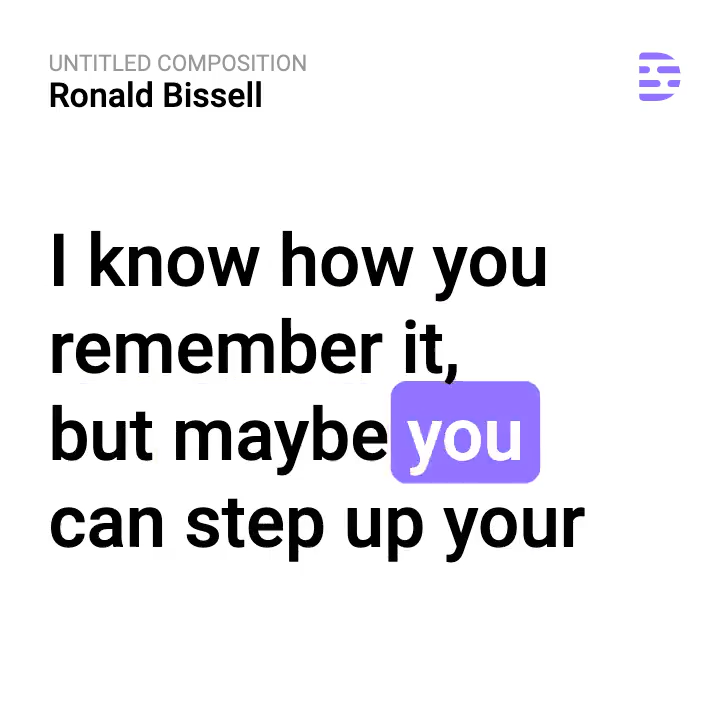 UNTITLED COMPOSITION
Ronald Bissell
I know how you
remember it,
but maybe you
can step up your